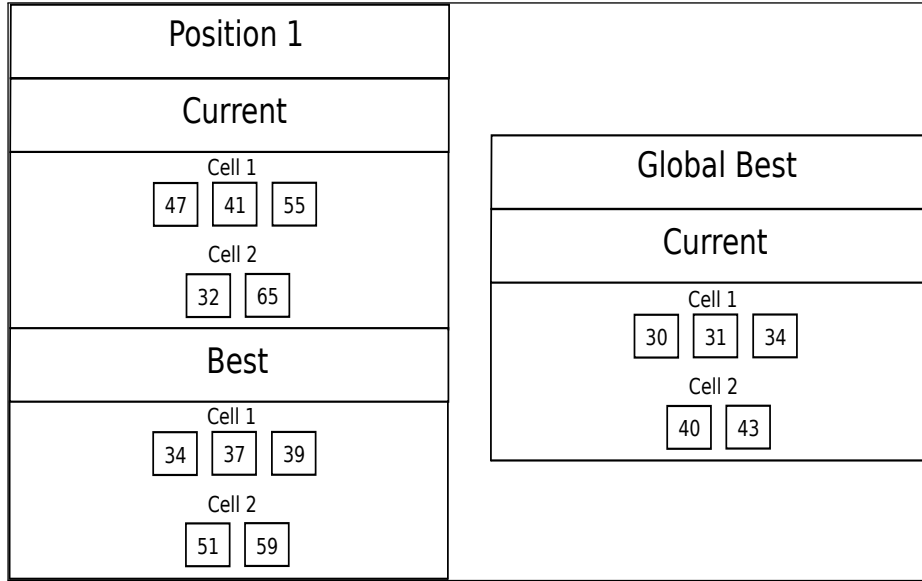 Position 1
Current
Cell 1
47 41 55
Cell 2
32 65
Best
Cell 1
34 37 39
Cell 2
51 59
Global Best
Current
Cell 1
30 31 34
Cell 2
40 43